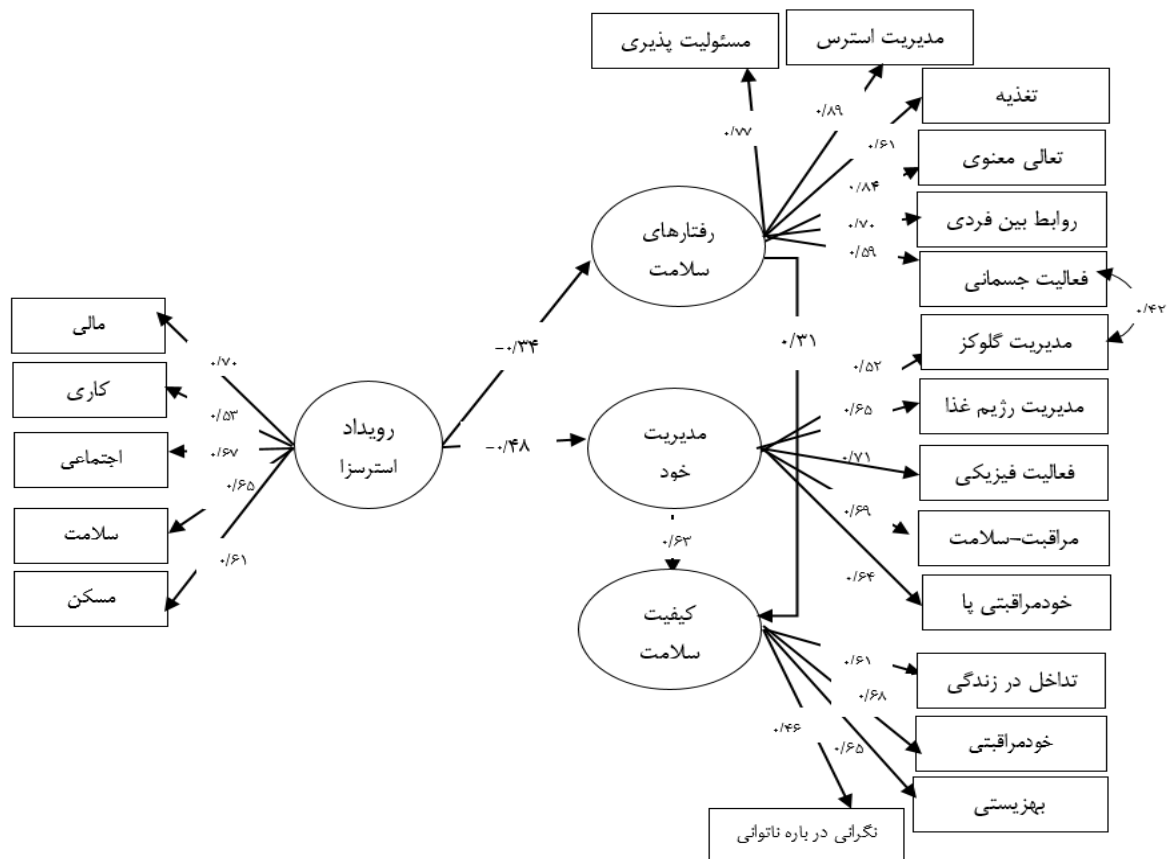 مسئولیت پذیری
مدیریت استرس
تغذیه
تعالی معنوی
روابط بین فردی
فعالیت جسمانی
۰/۷۷
۰/۸۹
۰/۶۱
۰/۸۴
۰/۷۰
۰/۵۹
۰/۴۲
رفتارهای
سلامت
مالی
کاری
اجتماعی
سلامت
مسکن
۰/۷۰
۰/۵۳
۰/۶۷
۰/۶۵
۰/۶۱
رویداد
استرسزا
-۰/۳۴
-۰/۴۸
۰/۳۱
مدیریت
خود
۰/۵۲
۰/۶۵
۰/۷۱
۰/۶۹
۰/۶۴
مدیریت گلوکز
مدیریت رژیم غذا
فعالیت فیزیکی
مراقبت-سلامت
خودمراقبتی پا
۰/۶۳
کیفیت
سلامت
۰/۶۱
۰/۶۸
۰/۶۵
۰/۴۶
تداخل در زندگی
خودمراقبتی
بهزیستی
نگرانی در باره ناتوانی